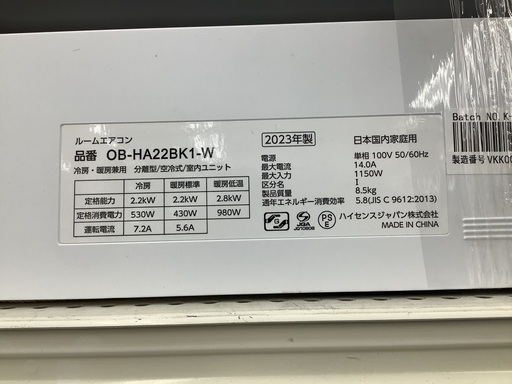 ルームエアコン
品番 OB-HA22BK1-W
冷房・暖房兼用 分離型/空冷式/室内ユニット
冷房 暖房標準 暖房低温
定格能力 2.2kW 2.2kW 2.8kW
定格消費電力 530W 430W 980W
運転電流 7.2A 5.6A
2023年製 日本国内家庭用
電源 単相 100V 50/60Hz
最大電流 14.0A
最大入力 1150W
区分名 I
製品質量 8.5kg
通年エネルギー消費効率 5.8(JIS C 9612:2013)
ハイセンスジャパン株式会社
MADE IN CHINA
Batch NO.K-
製造番号 VKK00